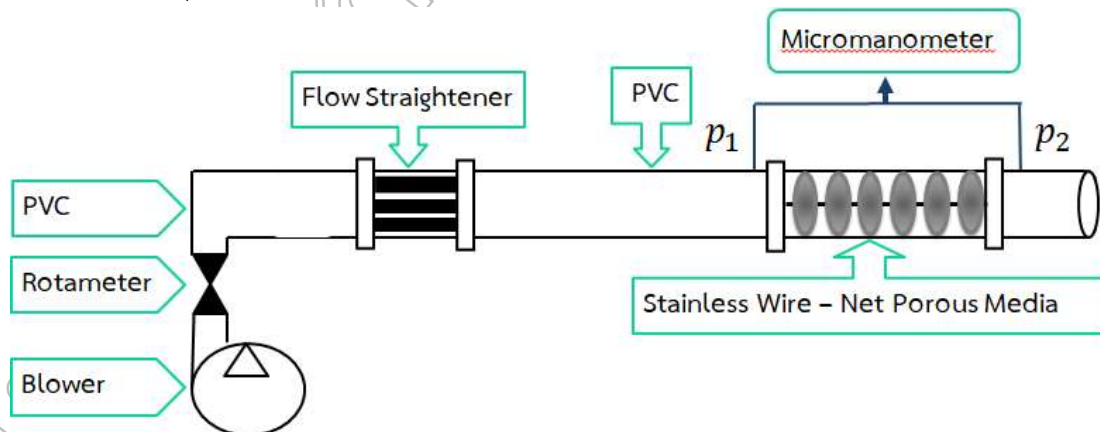 Micromanometer
Flow Straightener
PVC
p₁
p₂
PVC
Rotameter
Stainless Wire – Net Porous Media
Blower